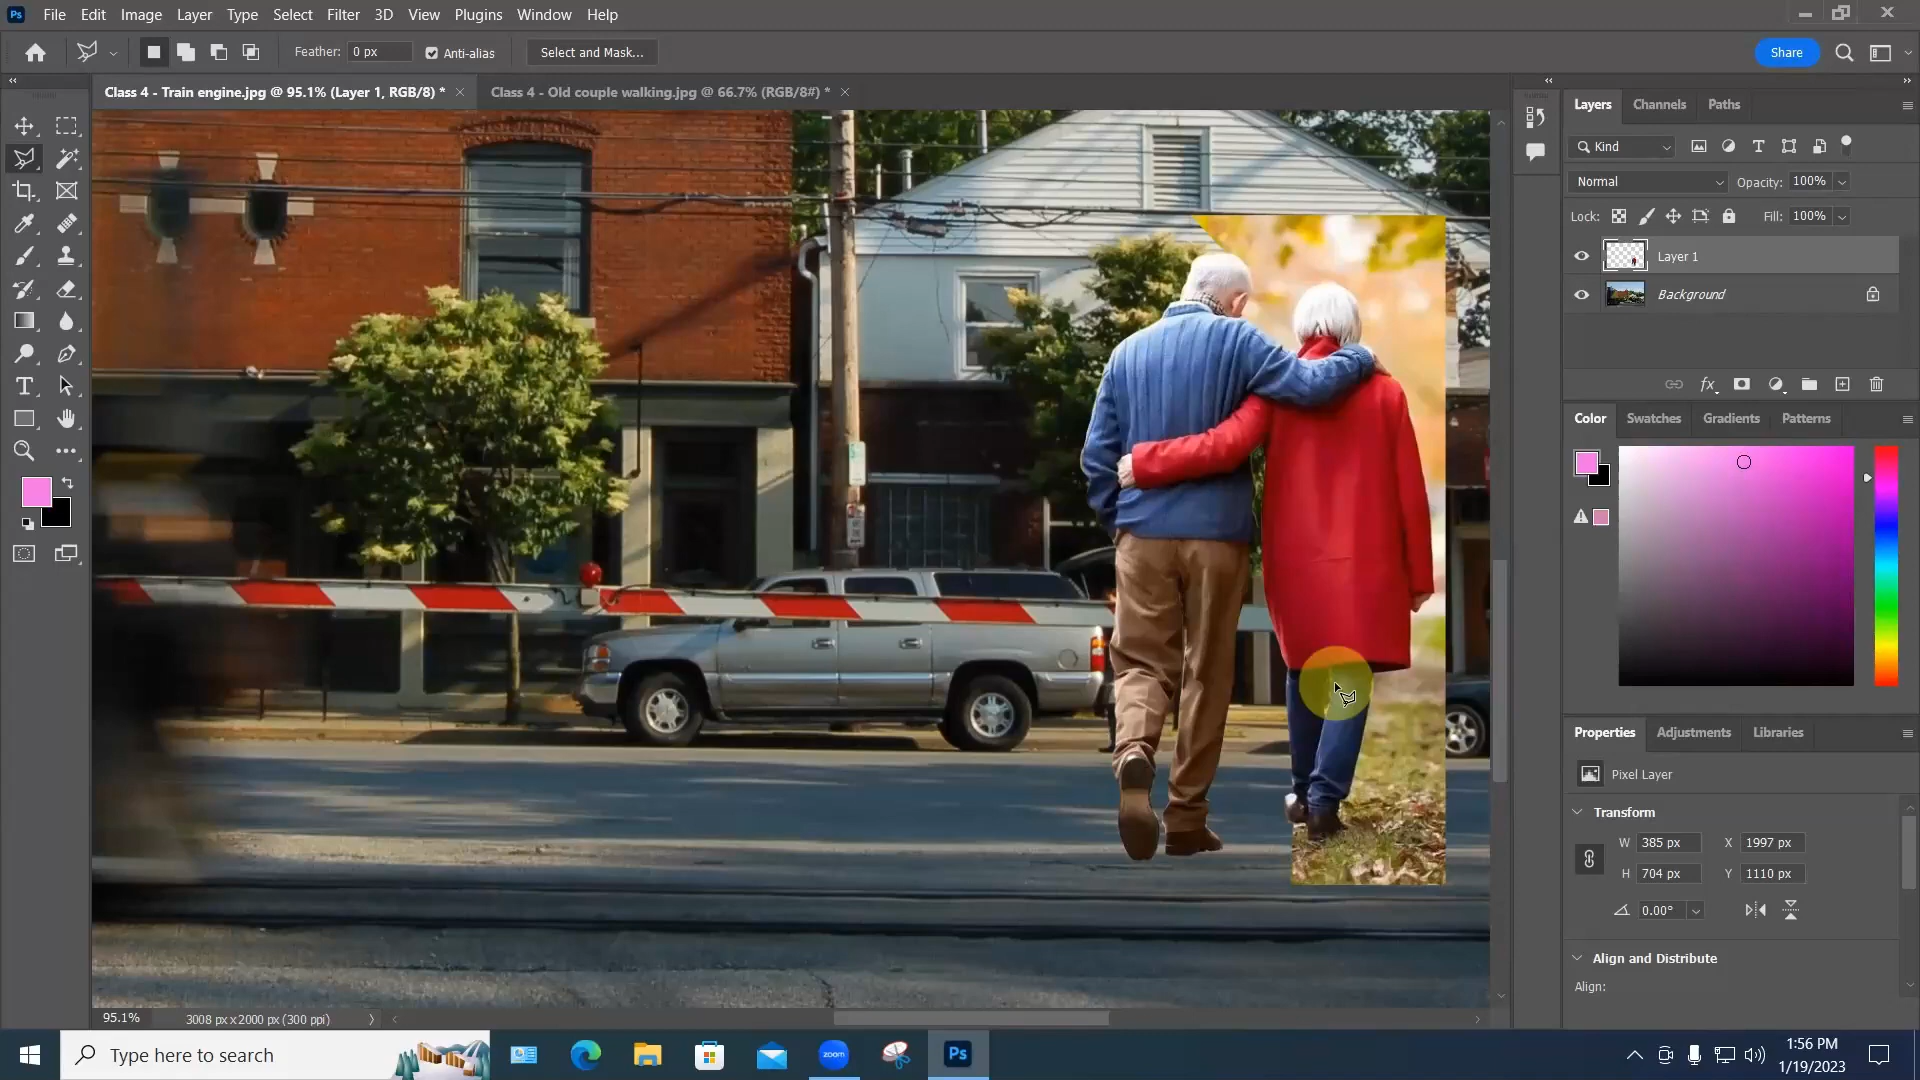 Ps File Edit Image Layer Type Select Filter 3D View Plugins Window Help
Feather: 0 px Anti-alias Select and Mask... Share
Class 4 - Train engine.jpg @ 95.1% (Layer 1, RGB/8) * Class 4 - Old couple walking.jpg @ 66.7% (RGB/8#) *
Layers Channels Paths
Kind
Normal Opacity: 100%
Lock: Fill: 100%
Layer 1
Background
fx
Color Swatches Gradients Patterns
Properties Adjustments Libraries
Pixel Layer
Transform
W 385 px X 1997 px
H 704 px Y 1110 px
0.00°
Align and Distribute
Align:
95.1% 3008 px x 2000 px (300 ppi)
Type here to search
zoom
Ps
1:56 PM
1/19/2023